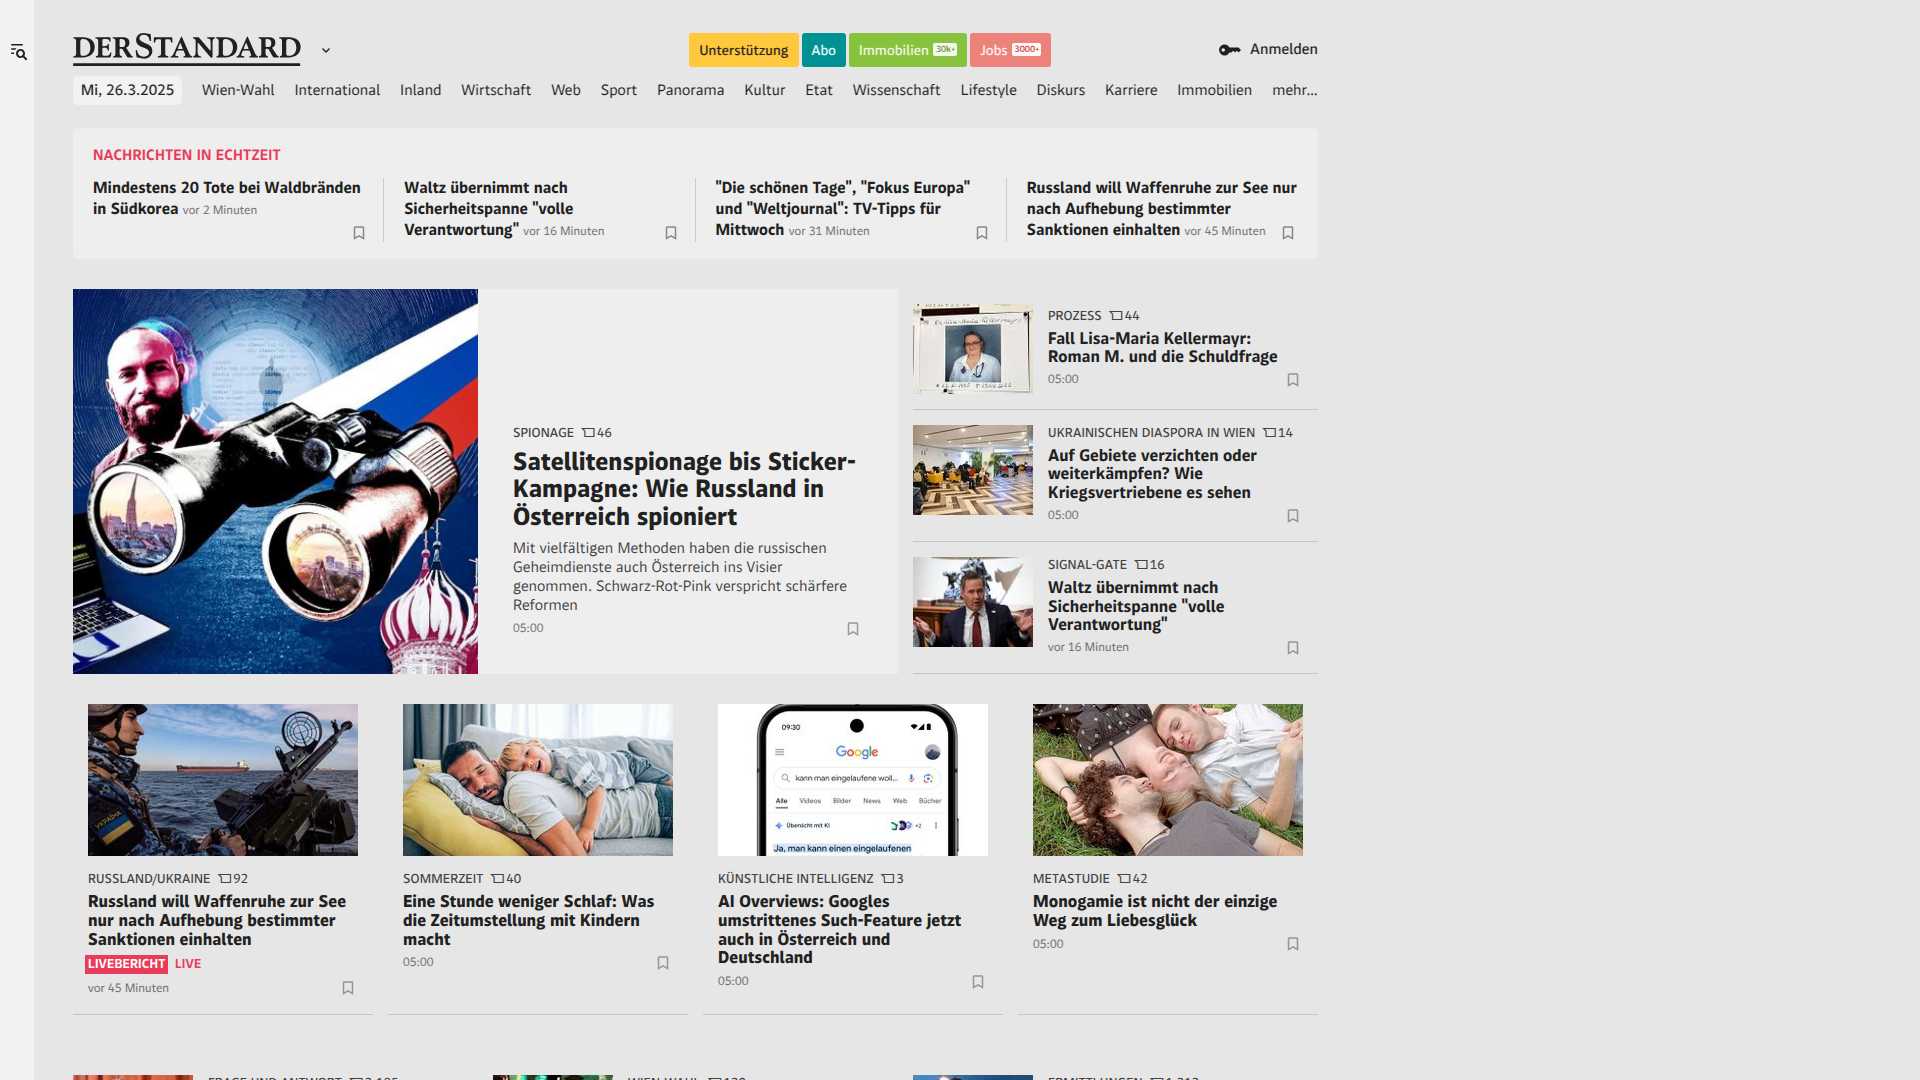 DERSTANDARD
Unterstützung
Abo
Immobilien 30k+
Jobs 3000+
Anmelden
Mi, 26.3.2025
Wien-Wahl
International
Inland
Wirtschaft
Web
Sport
Panorama
Kultur
Etat
Wissenschaft
Lifestyle
Diskurs
Karriere
Immobilien
mehr...
NACHRICHTEN IN ECHTZEIT
Mindestens 20 Tote bei Waldbränden
in Südkorea vor 2 Minuten
Waltz übernimmt nach
Sicherheitspanne "volle
Verantwortung" vor 16 Minuten
"Die schönen Tage", "Fokus Europa"
und "Weltjournal": TV-Tipps für
Mittwoch vor 31 Minuten
Russland will Waffenruhe zur See nur
nach Aufhebung bestimmter
Sanktionen einhalten vor 45 Minuten
SPIONAGE 46
Satellitenspionage bis Sticker-
Kampagne: Wie Russland in
Österreich spioniert
Mit vielfältigen Methoden haben die russischen
Geheimdienste auch Österreich ins Visier
genommen. Schwarz-Rot-Pink verspricht schärfere
Reformen
05:00
PROZESS 44
Fall Lisa-Maria Kellermayr:
Roman M. und die Schuldfrage
05:00
UKRAINISCHEN DIASPORA IN WIEN 14
Auf Gebiete verzichten oder
weiterkämpfen? Wie
Kriegsvertriebene es sehen
05:00
SIGNAL-GATE 16
Waltz übernimmt nach
Sicherheitspanne "volle
Verantwortung"
vor 16 Minuten
УКРАЇНА
RUSSLAND/UKRAINE 92
Russland will Waffenruhe zur See
nur nach Aufhebung bestimmter
Sanktionen einhalten
LIVEBERICHT LIVE
vor 45 Minuten
SOMMERZEIT 40
Eine Stunde weniger Schlaf: Was
die Zeitumstellung mit Kindern
macht
05:00
09:30
Google
kann man eingelaufene woll...
Alle Videos Bilder News Web Bücher
Übersicht mit KI +2
Ja, man kann einen eingelaufenen
KÜNSTLICHE INTELLIGENZ 3
AI Overviews: Googles
umstrittenes Such-Feature jetzt
auch in Österreich und
Deutschland
05:00
METASTUDIE 42
Monogamie ist nicht der einzige
Weg zum Liebesglück
05:00